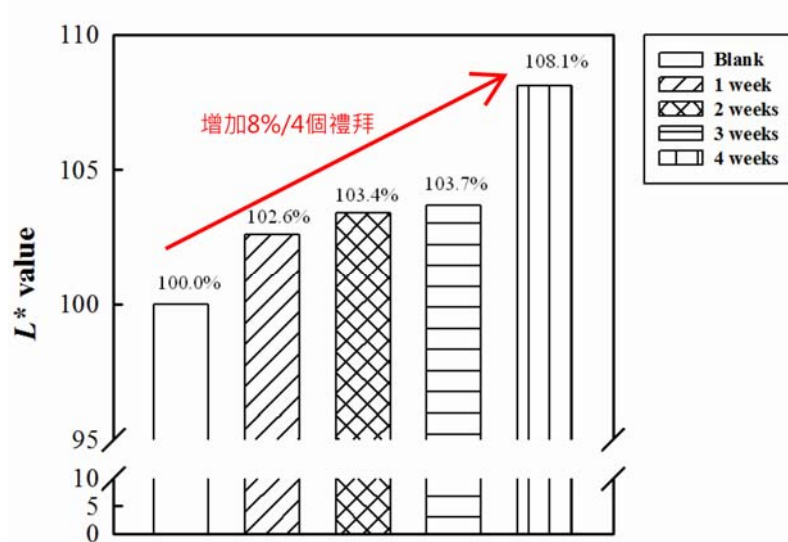 110
105
100
95
10
5
0
L* value
100.0%
102.6%
103.4%
103.7%
108.1%
增加8%/4個禮拜
Blank
1 week
2 weeks
3 weeks
4 weeks